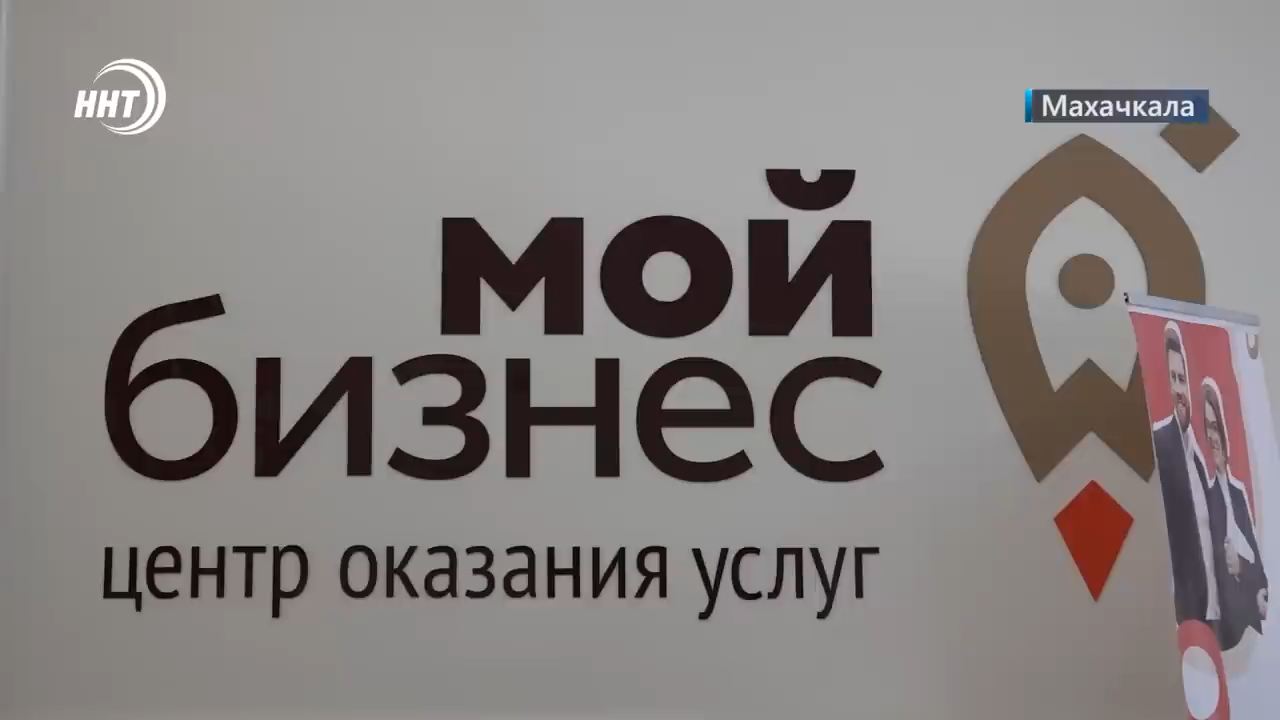 ННТ
Махачкала
мой
бизнес
центр оказания услуг